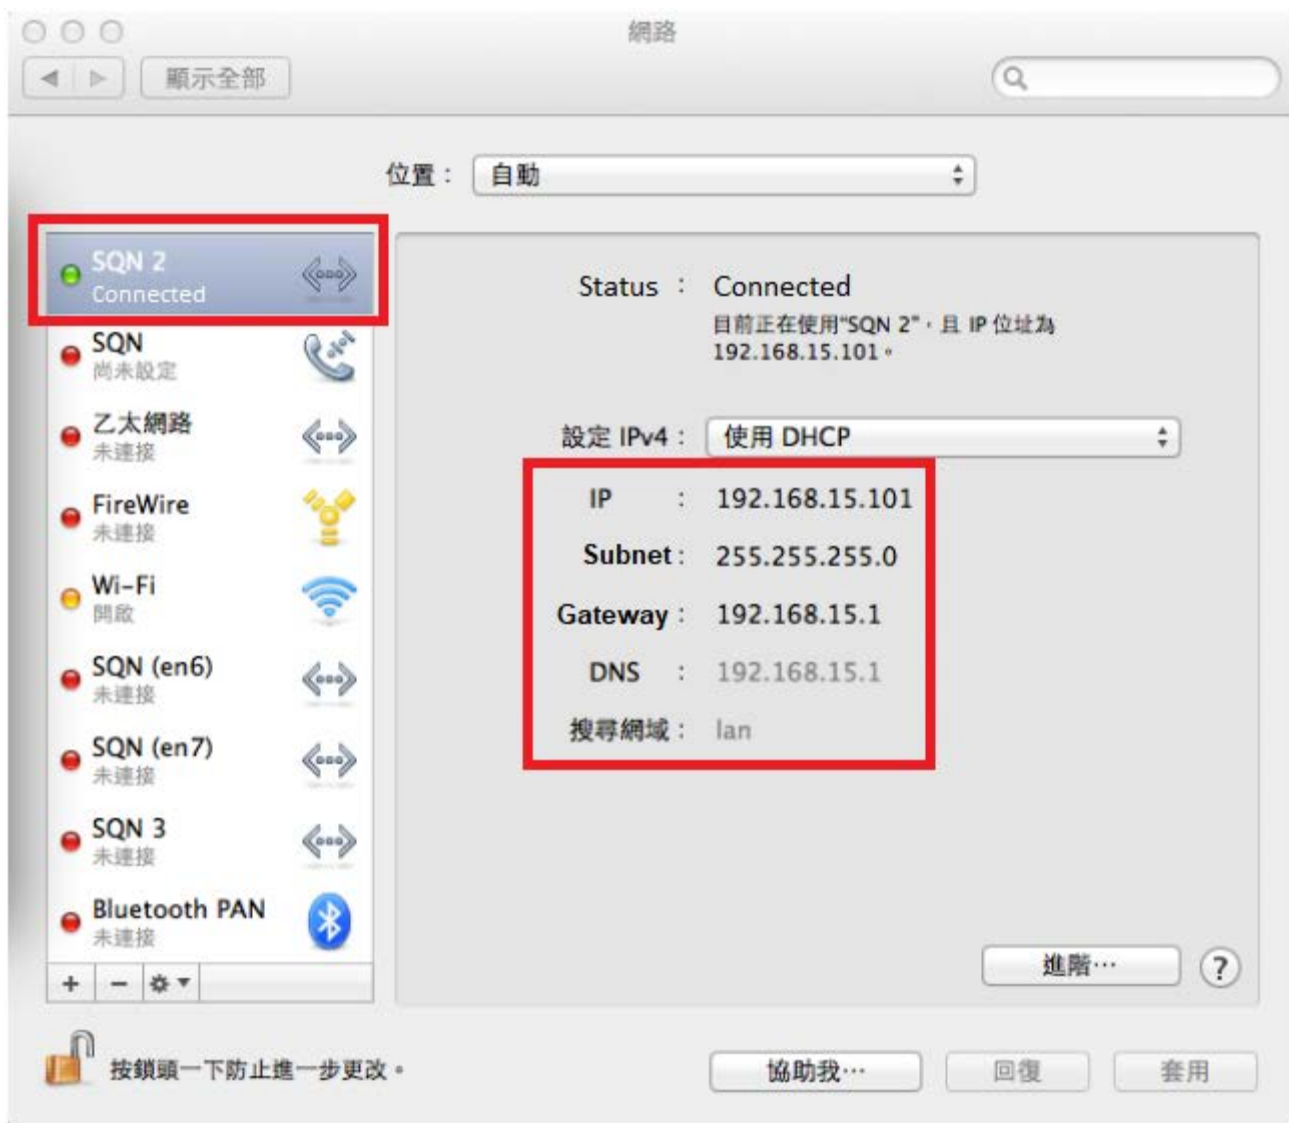 網路
顯示全部
位置： 自動
SQN 2
Connected
SQN
尚未設定
乙太網路
未連接
FireWire
未連接
Wi-Fi
開啟
SQN (en6)
未連接
SQN (en7)
未連接
SQN 3
未連接
Bluetooth PAN
未連接
Status ： Connected
目前正在使用"SQN 2"，且 IP 位址為
192.168.15.101。
設定 IPv4： 使用 DHCP
IP ： 192.168.15.101
Subnet： 255.255.255.0
Gateway： 192.168.15.1
DNS ： 192.168.15.1
搜尋網域： lan
進階…
?
按鎖頭一下防止進一步更改。
協助我…
回復
套用